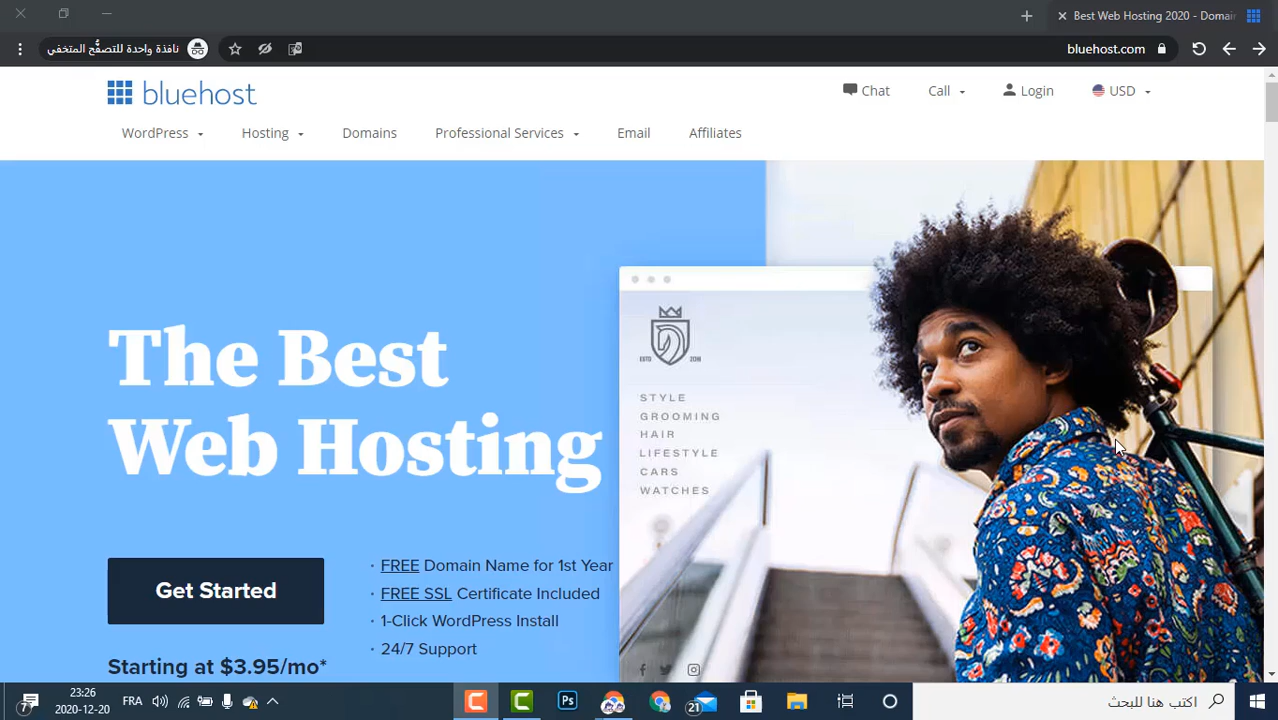 Best Web Hosting 2020 - Domai
نافذة واحدة للتصفُّح المتخفي
bluehost.com
bluehost
Chat
Call
Login
USD
WordPress
Hosting
Domains
Professional Services
Email
Affiliates
The Best
Web Hosting
STYLE
GROOMING
HAIR
LIFESTYLE
CARS
WATCHES
Get Started
Starting at $3.95/mo*
· FREE Domain Name for 1st Year
· FREE SSL Certificate Included
· 1-Click WordPress Install
· 24/7 Support
7
23:26
2020-12-20
FRA
21
اكتب هنا للبحث